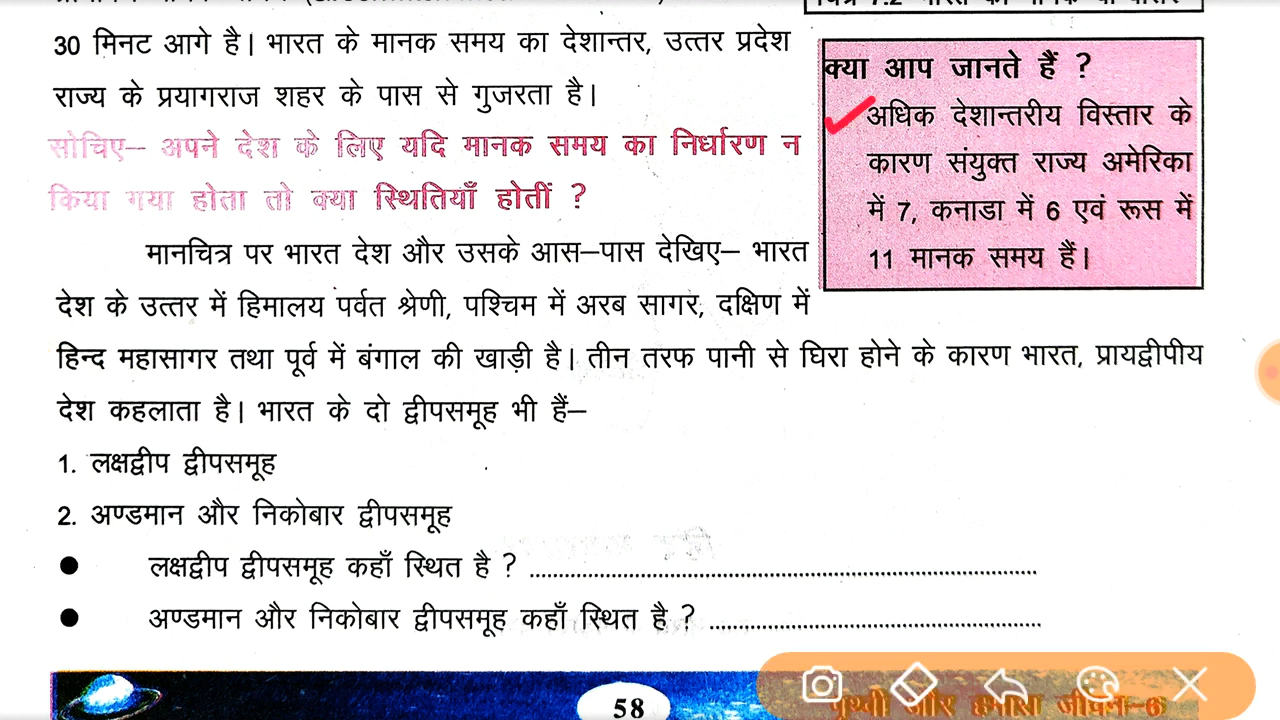 30 मिनट आगे है। भारत के मानक समय का देशान्तर, उत्तर प्रदेश
राज्य के प्रयागराज शहर के पास से गुजरता है।
सोचिए– अपने देश के लिए यदि मानक समय का निर्धारण न
किया गया होता तो क्या स्थितियाँ होतीं ?
क्या आप जानते हैं ?
अधिक देशान्तरीय विस्तार के
कारण संयुक्त राज्य अमेरिका
में 7, कनाडा में 6 एवं रूस में
11 मानक समय हैं।
मानचित्र पर भारत देश और उसके आस–पास देखिए– भारत
देश के उत्तर में हिमालय पर्वत श्रेणी, पश्चिम में अरब सागर, दक्षिण में
हिन्द महासागर तथा पूर्व में बंगाल की खाड़ी है। तीन तरफ पानी से घिरा होने के कारण भारत, प्रायद्वीपीय
देश कहलाता है। भारत के दो द्वीपसमूह भी हैं–
1. लक्षद्वीप द्वीपसमूह
2. अण्डमान और निकोबार द्वीपसमूह
● लक्षद्वीप द्वीपसमूह कहाँ स्थित है ? ....................
● अण्डमान और निकोबार द्वीपसमूह कहाँ स्थित है ? ....................
58
पृथ्वी और हमारा जीवन–6